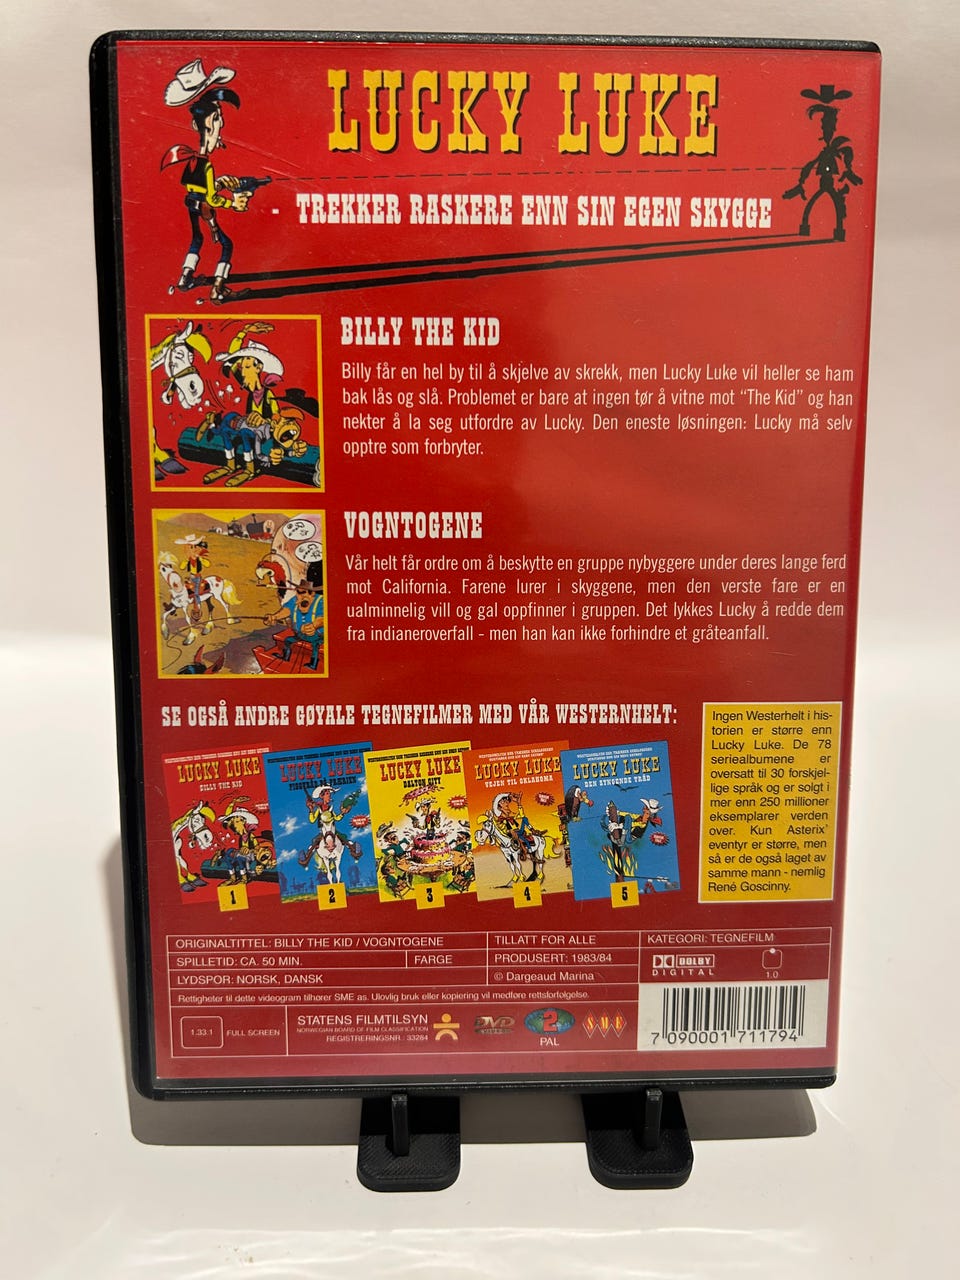 LUCKY LUKE
- TREKKER RASKERE ENN SIN EGEN SKYGGE
BILLY THE KID
Billy får en hel by til å skjelve av skrekk, men Lucky Luke vil heller se ham
bak lås og slå. Problemet er bare at ingen tør å vitne mot "The Kid" og han
nekter å la seg utfordre av Lucky. Den eneste løsningen: Lucky må selv
opptre som forbryter.
VOGNTOGENE
Vår helt får ordre om å beskytte en gruppe nybyggere under deres lange ferd
mot California. Farene lurer i skyggene, men den verste fare er en
ualminnelig vill og gal oppfinner i gruppen. Det lykkes Lucky å redde dem
fra indianeroverfall - men han kan ikke forhindre et gråteanfall.
SE OGSÅ ANDRE GØYALE TEGNEFILMER MED VÅR WESTERNHELT:
LUCKY LUKE
BILLY THE KID
1
LUCKY LUKE
2
LUCKY LUKE
DALTON CITY
3
LUCKY LUKE
VEJEN TIL OKLAHOMA
4
LUCKY LUKE
DEN SYNGENDE TRÅD
5
Ingen Westerhelt i his-
torien er større enn
Lucky Luke. De 78
seriealbumene er
oversatt til 30 forskjel-
lige språk og er solgt i
mer enn 250 millioner
eksemplarer verden
over. Kun Asterix'
eventyr er større, men
så er de også laget av
samme mann - nemlig
René Goscinny.
ORIGINALTITTEL: BILLY THE KID / VOGNTOGENE
SPILLETID: CA. 50 MIN.
FARGE
LYDSPOR: NORSK, DANSK
TILLATT FOR ALLE
PRODUSERT: 1983/84
© Dargeaud Marina
KATEGORI: TEGNEFILM
DOLBY
DIGITAL
1.0
Rettigheter til dette videogram tilhører SME as. Ulovlig bruk eller kopiering vil medføre rettsforfølgelse.
1.33:1
FULL SCREEN
STATENS FILMTILSYN
NORWEGIAN BOARD OF FILM CLASSIFICATION
REGISTRERINGSNR.: 33284
DVD
VIDEO
2
PAL
SME
7 090001 711794